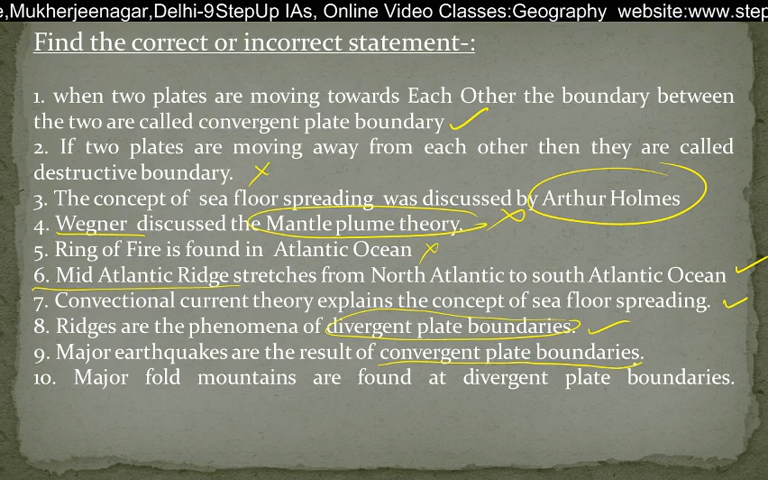 e,Mukherjeenagar,Delhi-9StepUp IAs, Online Video Classes:Geography website:www.step
Find the correct or incorrect statement-:
1. when two plates are moving towards Each Other the boundary between
the two are called convergent plate boundary
2. If two plates are moving away from each other then they are called
destructive boundary.
3. The concept of sea floor spreading was discussed by Arthur Holmes
4. Wegner discussed the Mantle plume theory.
5. Ring of Fire is found in Atlantic Ocean
6. Mid Atlantic Ridge stretches from North Atlantic to south Atlantic Ocean
7. Convectional current theory explains the concept of sea floor spreading.
8. Ridges are the phenomena of divergent plate boundaries.
9. Major earthquakes are the result of convergent plate boundaries.
10. Major fold mountains are found at divergent plate boundaries.